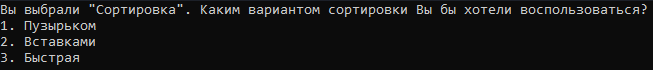 Вы выбрали "Сортировка". Каким вариантом сортировки Вы бы хотели воспользоваться?
1. Пузырьком
2. Вставками
3. Быстрая